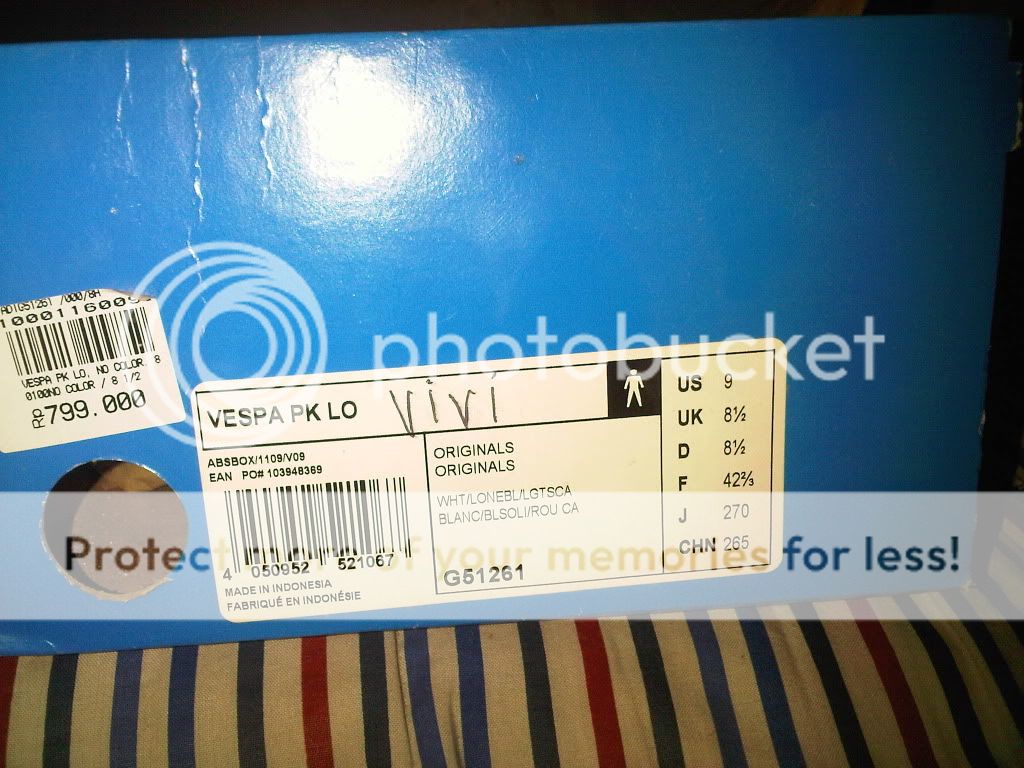 ADIG51261 /000/8H
VESPA PK LO, NO COLOR, 8
0100NO COLOR / 8 1/2
RP 799.000
VESPA PK LO
vivi
ABSBOX/1109/V09
EAN PO# 103948369
4 050952 521067
MADE IN INDONESIA
FABRIQUÉ EN INDONÉSIE
ORIGINALS
ORIGINALS
WHT/LONEBL/LGTSCA
BLANC/BLSOLI/ROU CA
G51261
US 9
UK 8½
D 8½
F 42⅔
J 270
CHN 265
photobucket
Protect more of your memories for less!